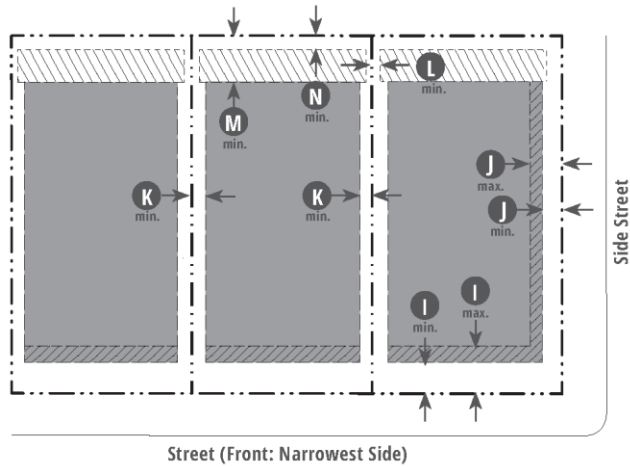 L
min.
N
min.
M
min.
J
max.
K
min.
K
min.
J
min.
I
max.
I
min.
Side Street
Street (Front: Narrowest Side)